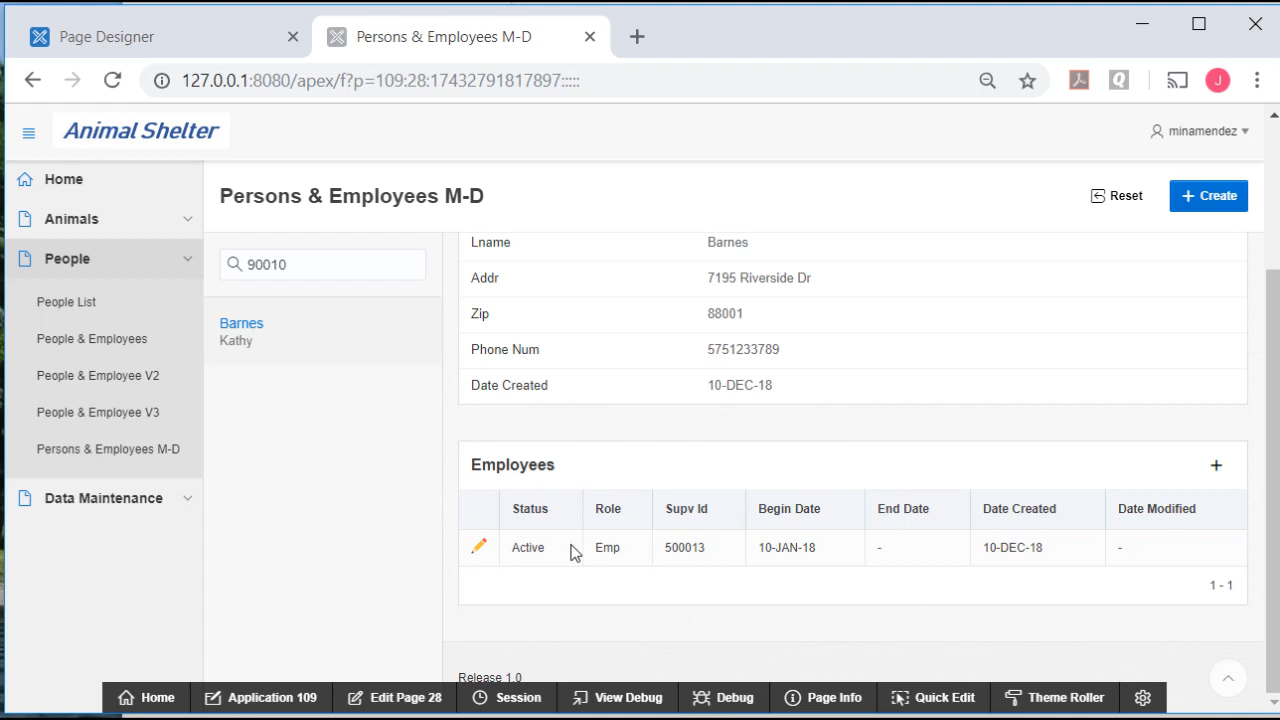 Page Designer
Persons & Employees M-D
127.0.0.1:8080/apex/f?p=109:28:17432791817897:::::
J
Animal Shelter
minamendez
Home
Animals
People
People List
People & Employees
People & Employee V2
People & Employee V3
Persons & Employees M-D
Data Maintenance
Persons & Employees M-D
Reset
Create
90010
Barnes
Kathy
Lname Barnes
Addr 7195 Riverside Dr
Zip 88001
Phone Num 5751233789
Date Created 10-DEC-18
Employees
Status Role Supv Id Begin Date End Date Date Created Date Modified
Active Emp 500013 10-JAN-18 - 10-DEC-18 -
1 - 1
Release 1.0
Home Application 109 Edit Page 28 Session View Debug Debug Page Info Quick Edit Theme Roller